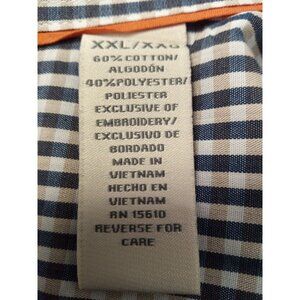 XXL/XXG
60% COTTON/
ALGODÓN
40% POLYESTER/
POLIESTER
EXCLUSIVE OF
EMBROIDERY/
EXCLUSIVO DE
BORDADO
MADE IN
VIETNAM
HECHO EN
VIETNAM
RN 15610
REVERSE FOR
CARE